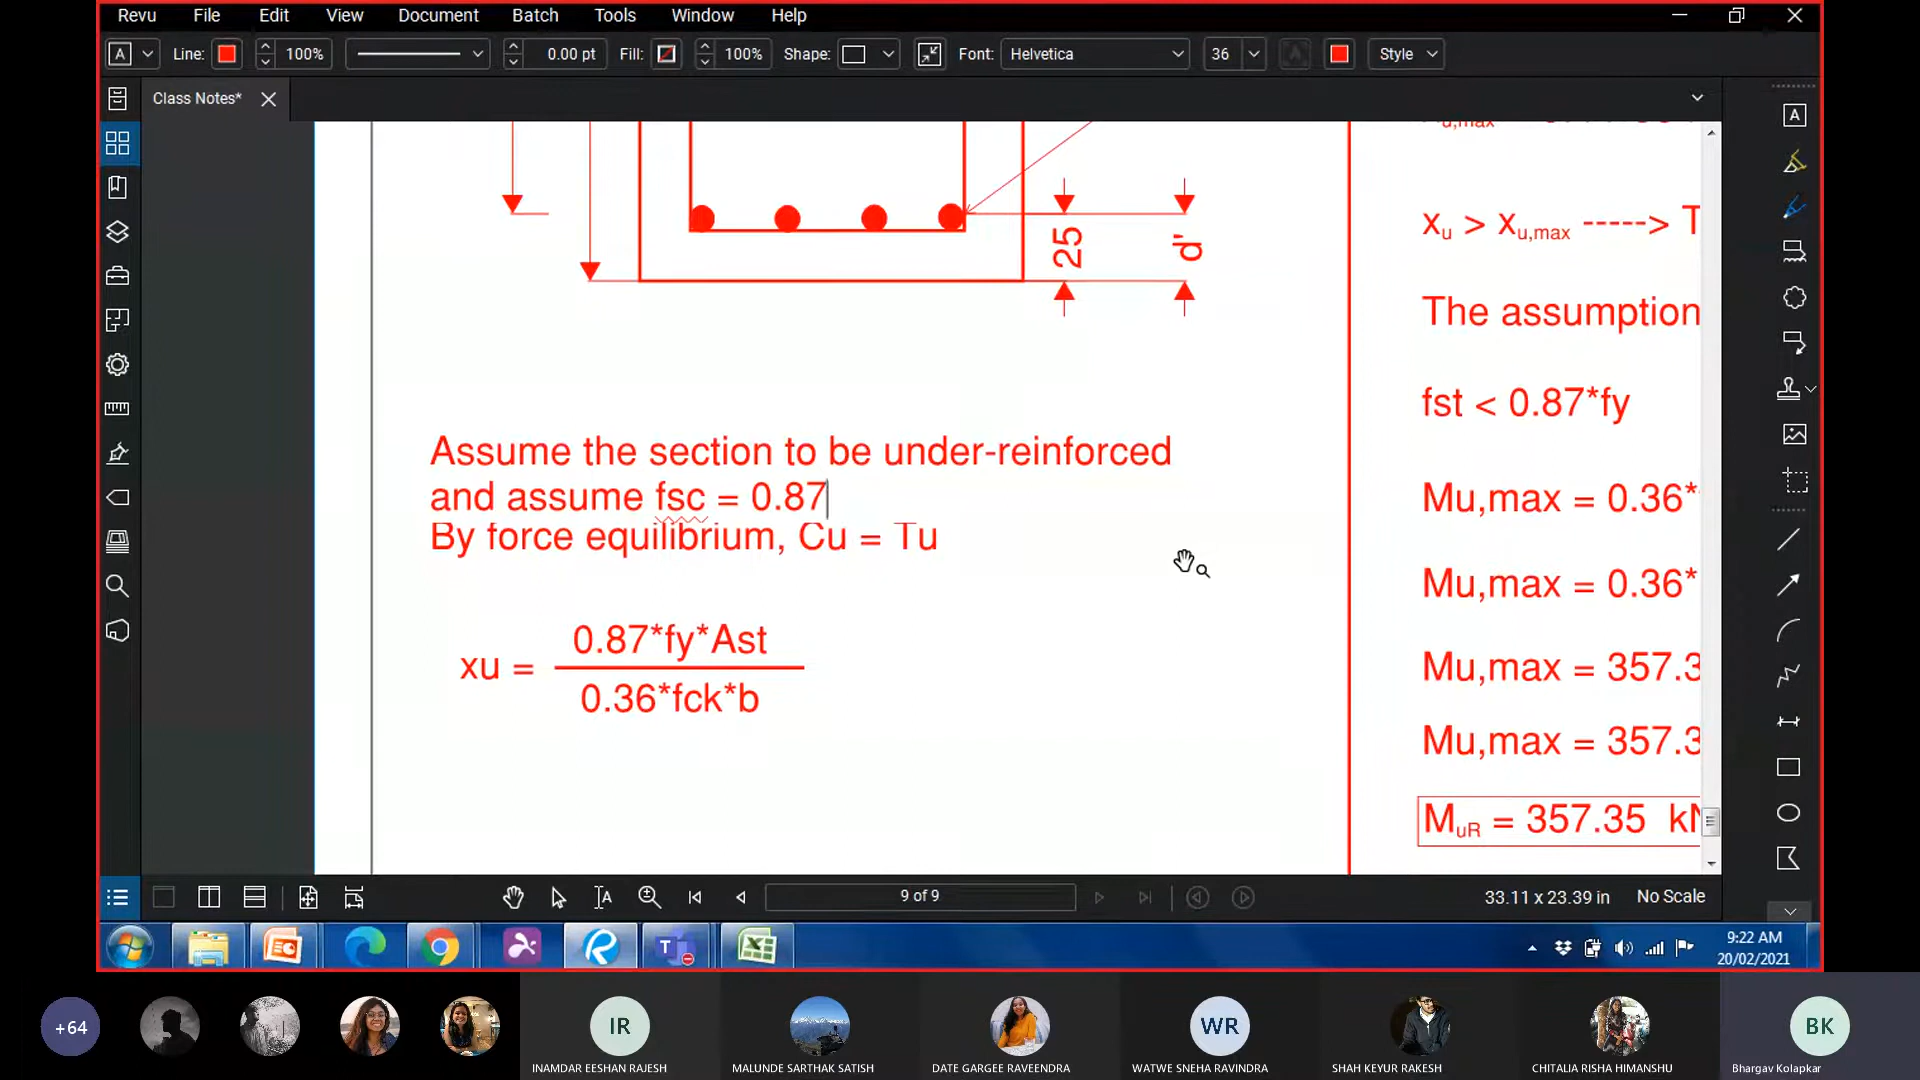 Revu File Edit View Document Batch Tools Window Help
A Line: 100% 0.00 pt Fill: 100% Shape: Font: Helvetica 36 A Style
Class Notes*
25
d'
Assume the section to be under-reinforced
and assume fsc = 0.87
By force equilibrium, Cu = Tu
xu =
0.87*fy*Ast
0.36*fck*b
xu > xu,max -----> T
The assumption
fst < 0.87*fy
Mu,max = 0.36*
Mu,max = 0.36*
Mu,max = 357.3
Mu,max = 357.3
MuR = 357.35 kN
9 of 9
33.11 x 23.39 in No Scale
9:22 AM
20/02/2021
+64
IR
WR
BK
INAMDAR EESHAN RAJESH
MALUNDE SARTHAK SATISH
DATE GARGEE RAVEENDRA
WATWE SNEHA RAVINDRA
SHAH KEYUR RAKESH
CHITALIA RISHA HIMANSHU
Bhargav Kolapkar